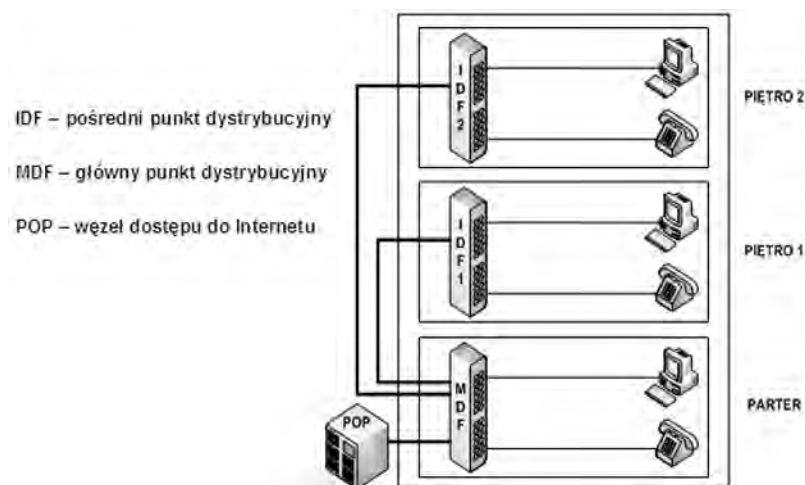 IDF – pośredni punkt dystrybucyjny
MDF – główny punkt dystrybucyjny
POP – węzeł dostępu do Internetu
IDF2
PIĘTRO 2
IDF1
PIĘTRO 1
MDF
PARTER
POP